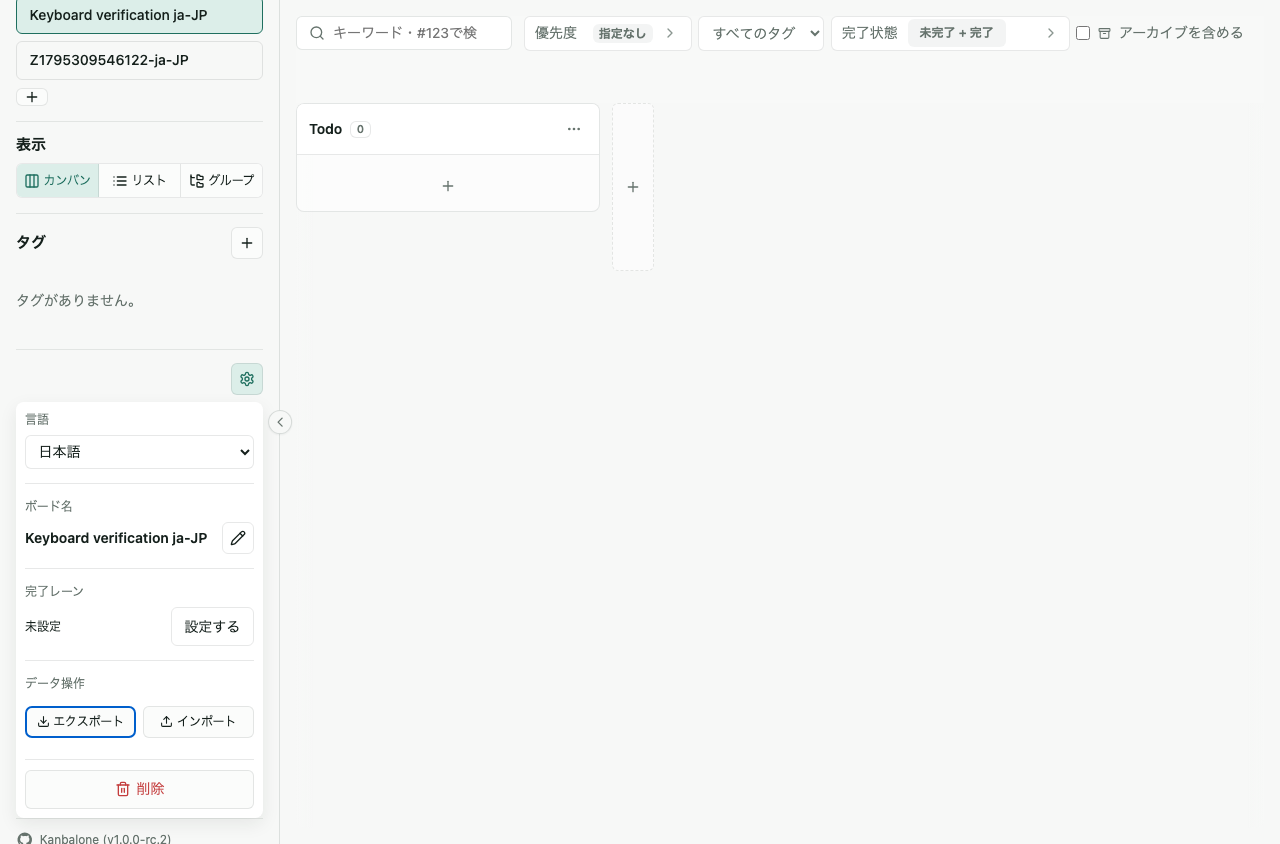 Keyboard verification ja-JP
Z1795309546122-ja-JP
表示
カンバン
リスト
グループ
タグ
タグがありません。
言語
日本語
ボード名
Keyboard verification ja-JP
完了レーン
未設定
設定する
データ操作
エクスポート
インポート
削除
Kanbalone (v1.0.0-rc.2)
キーワード・#123で検
優先度
指定なし
すべてのタグ
完了状態
未完了 + 完了
アーカイブを含める
Todo
0